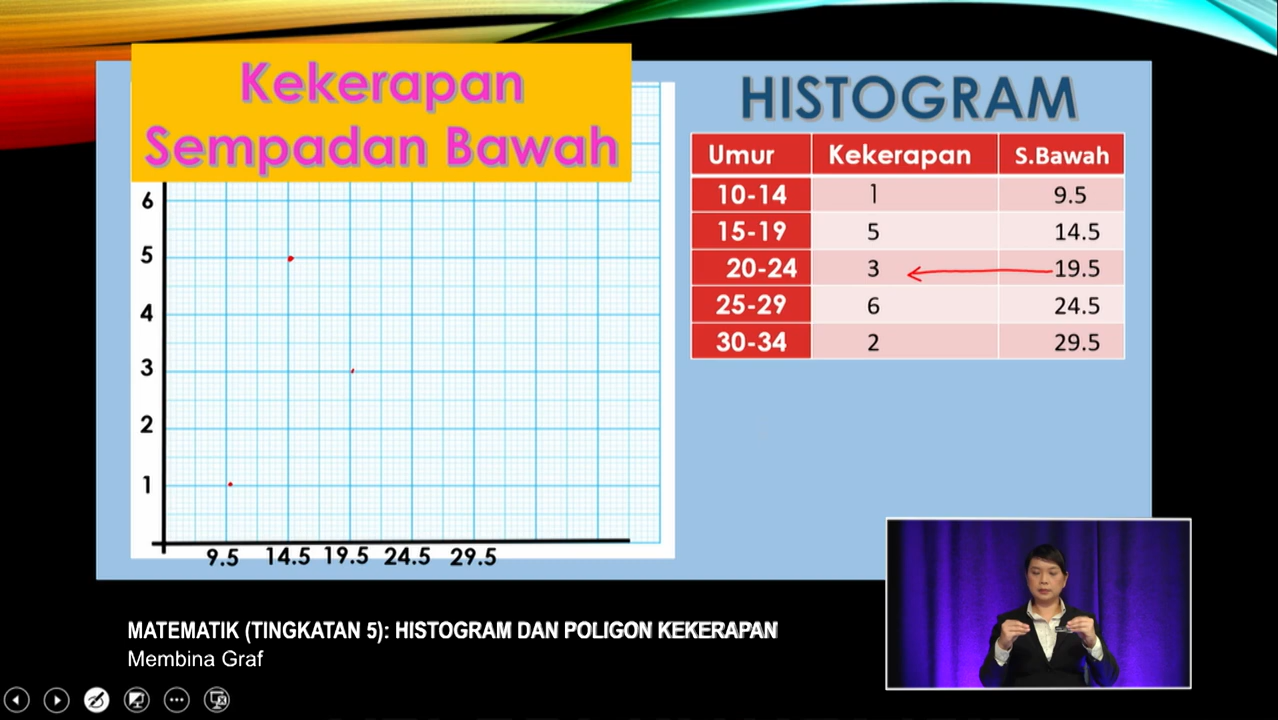 Kekerapan
Sempadan Bawah
6
5
4
3
2
1
9.5 14.5 19.5 24.5 29.5
HISTOGRAM
Umur Kekerapan S.Bawah
10-14 1 9.5
15-19 5 14.5
20-24 3 19.5
25-29 6 24.5
30-34 2 29.5
MATEMATIK (TINGKATAN 5): HISTOGRAM DAN POLIGON KEKERAPAN
Membina Graf